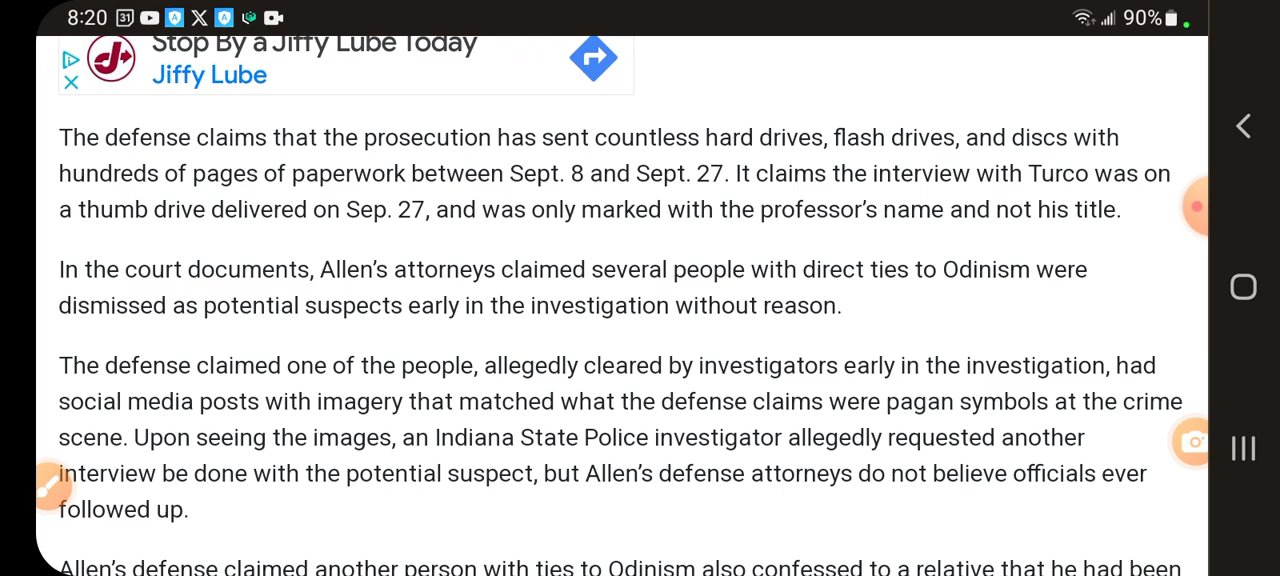 8:20 31 X 90%
Stop By a Jiffy Lube Today
Jiffy Lube
The defense claims that the prosecution has sent countless hard drives, flash drives, and discs with
hundreds of pages of paperwork between Sept. 8 and Sept. 27. It claims the interview with Turco was on
a thumb drive delivered on Sep. 27, and was only marked with the professor’s name and not his title.
In the court documents, Allen’s attorneys claimed several people with direct ties to Odinism were
dismissed as potential suspects early in the investigation without reason.
The defense claimed one of the people, allegedly cleared by investigators early in the investigation, had
social media posts with imagery that matched what the defense claims were pagan symbols at the crime
scene. Upon seeing the images, an Indiana State Police investigator allegedly requested another
interview be done with the potential suspect, but Allen’s defense attorneys do not believe officials ever
followed up.
Allen’s defense claimed another person with ties to Odinism also confessed to a relative that he had been